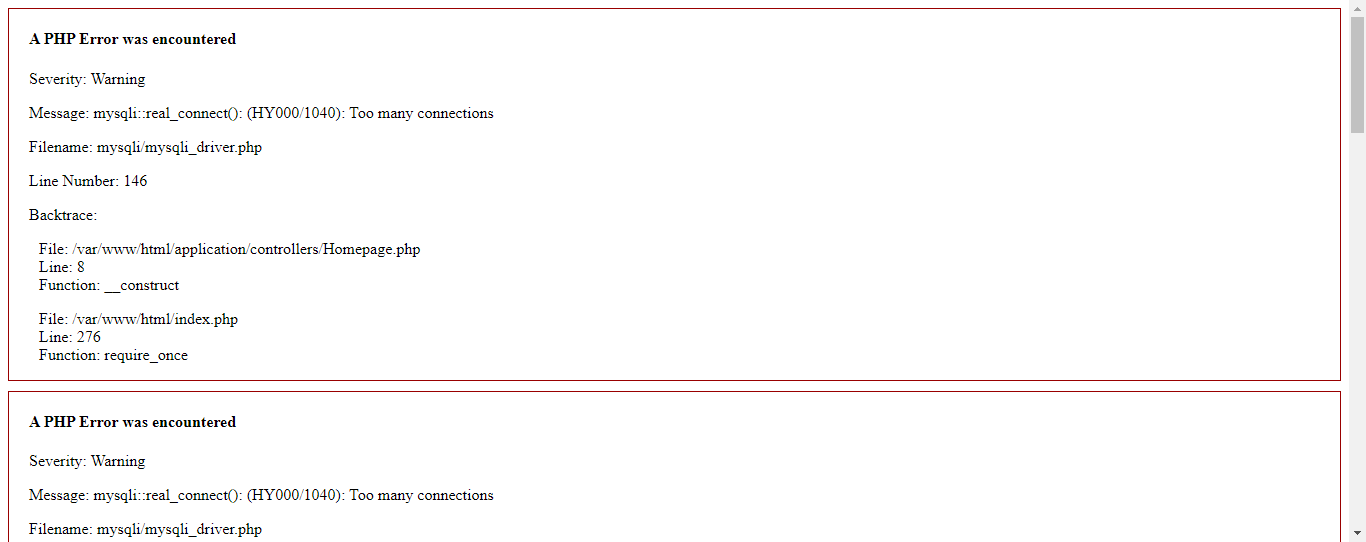 A PHP Error was encountered
Severity: Warning
Message: mysqli::real_connect(): (HY000/1040): Too many connections
Filename: mysqli/mysqli_driver.php
Line Number: 146
Backtrace:
File: /var/www/html/application/controllers/Homepage.php
Line: 8
Function: __construct
File: /var/www/html/index.php
Line: 276
Function: require_once
A PHP Error was encountered
Severity: Warning
Message: mysqli::real_connect(): (HY000/1040): Too many connections
Filename: mysqli/mysqli_driver.php